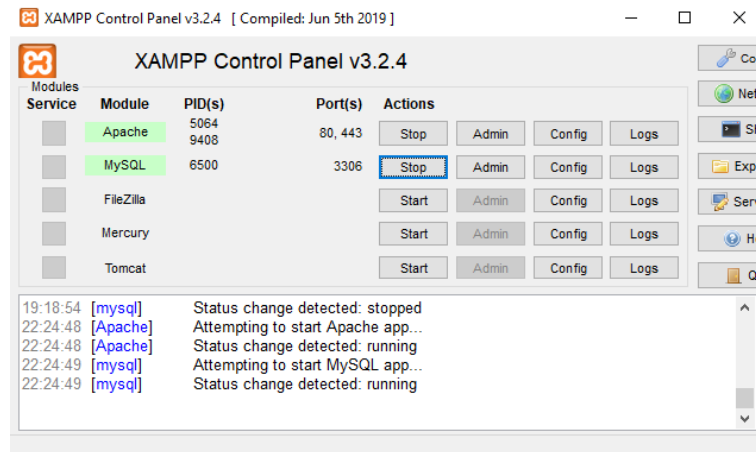 XAMPP Control Panel v3.2.4 [ Compiled: Jun 5th 2019 ]
XAMPP Control Panel v3.2.4
Modules
Service Module PID(s) Port(s) Actions
Apache 5064 9408 80, 443 Stop Admin Config Logs
MySQL 6500 3306 Stop Admin Config Logs
FileZilla Start Admin Config Logs
Mercury Start Admin Config Logs
Tomcat Start Admin Config Logs
Co
Net
Exp
Serv
19:18:54 [mysql] Status change detected: stopped
22:24:48 [Apache] Attempting to start Apache app...
22:24:48 [Apache] Status change detected: running
22:24:49 [mysql] Attempting to start MySQL app...
22:24:49 [mysql] Status change detected: running